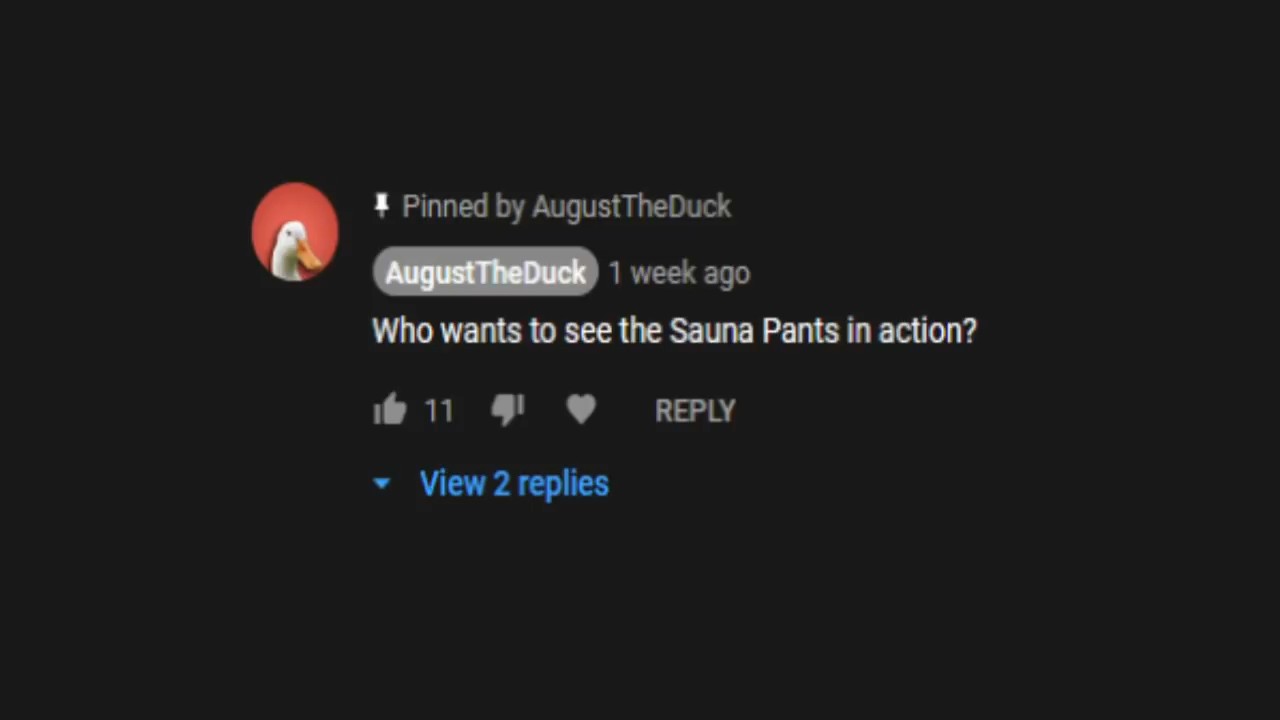 Pinned by AugustTheDuck
AugustTheDuck 1 week ago
Who wants to see the Sauna Pants in action?
11 REPLY
View 2 replies